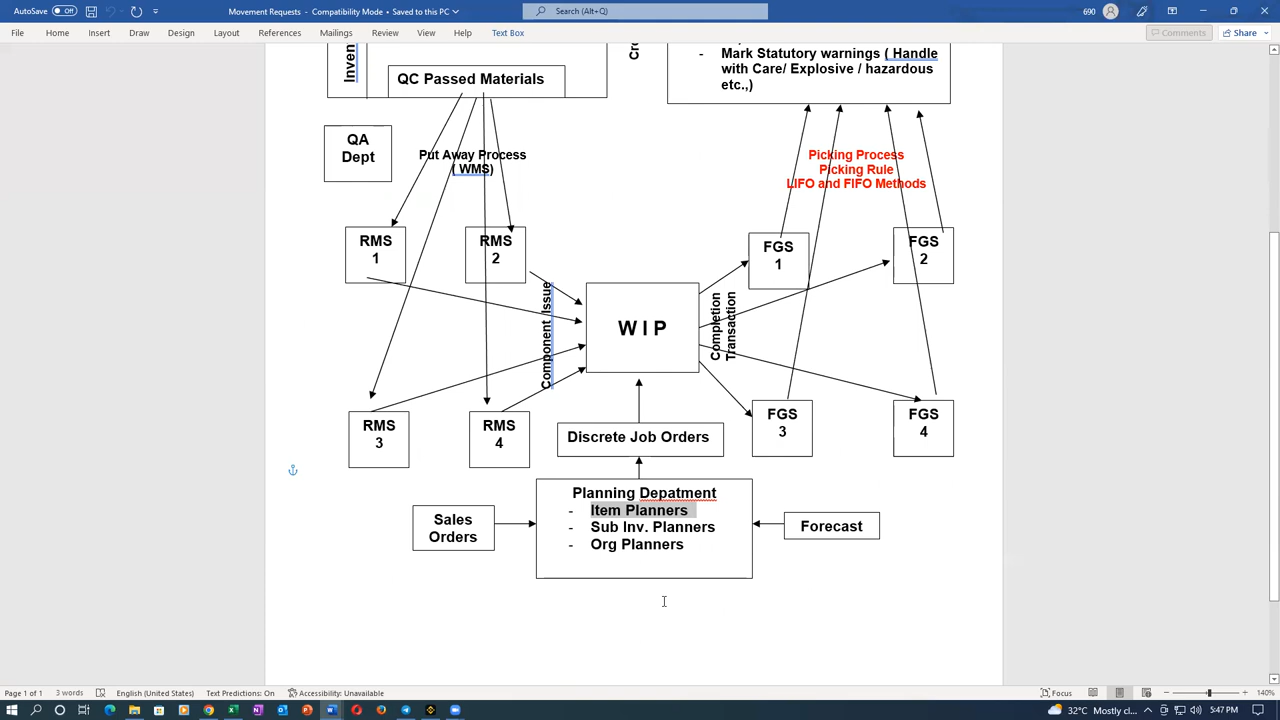 AutoSave Off
Movement Requests - Compatibility Mode • Saved to this PC
Search (Alt+Q)
690
File Home Insert Draw Design Layout References Mailings Review View Help Text Box
Comments
Share
Inven
QC Passed Materials
Cr
- Mark Statutory warnings ( Handle
with Care/ Explosive / hazardous
etc.,)
QA
Dept
Put Away Process
( WMS)
Picking Process
Picking Rule
LIFO and FIFO Methods
RMS
1
RMS
2
FGS
1
FGS
2
Component Issue
W I P
Completion
Transaction
RMS
3
RMS
4
Discrete Job Orders
FGS
3
FGS
4
Planning Depatment
- Item Planners
- Sub Inv. Planners
- Org Planners
Sales
Orders
Forecast
Page 1 of 1 3 words English (United States) Text Predictions: On Accessibility: Unavailable
Focus
140%
32°C Mostly cl...
5:47 PM